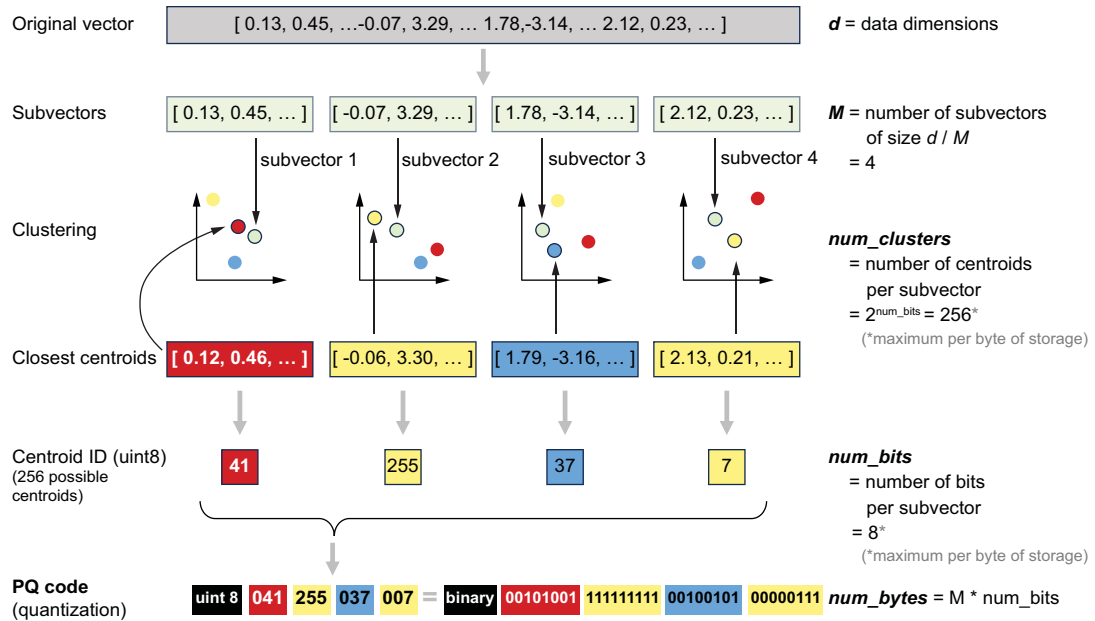 Original vector
[ 0.13, 0.45, …-0.07, 3.29, … 1.78,-3.14, … 2.12, 0.23, … ]
d = data dimensions
Subvectors
[ 0.13, 0.45, … ]
[ -0.07, 3.29, … ]
[ 1.78, -3.14, … ]
[ 2.12, 0.23, … ]
M = number of subvectors
of size d / M
= 4
subvector 1
subvector 2
subvector 3
subvector 4
Clustering
num_clusters
= number of centroids
per subvector
= 2^num_bits = 256*
(*maximum per byte of storage)
Closest centroids
[ 0.12, 0.46, … ]
[ -0.06, 3.30, … ]
[ 1.79, -3.16, … ]
[ 2.13, 0.21, … ]
Centroid ID (uint8)
(256 possible
centroids)
41
255
37
7
num_bits
= number of bits
per subvector
= 8*
(*maximum per byte of storage)
PQ code
(quantization)
uint 8 041 255 037 007 = binary 00101001 111111111 00100101 00000111
num_bytes = M * num_bits